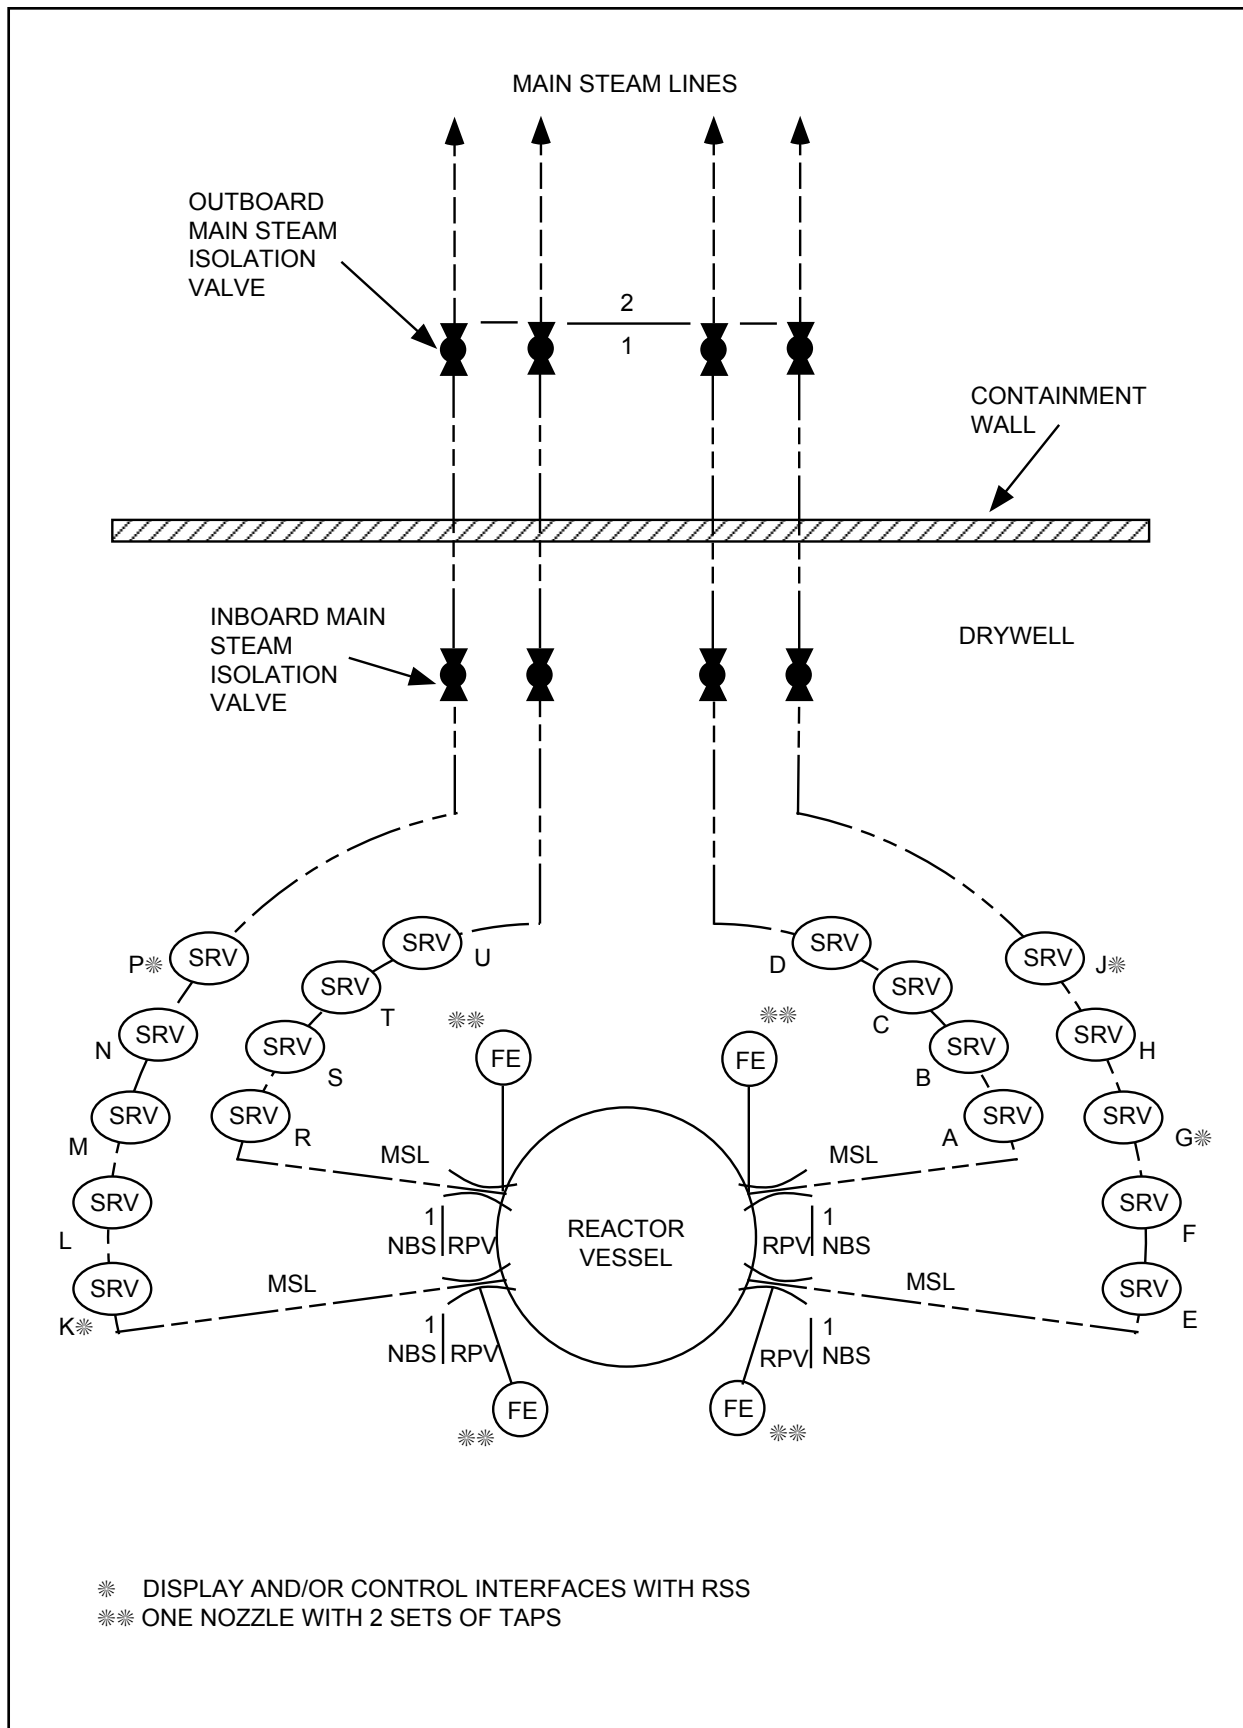 MAIN STEAM LINES
OUTBOARD
MAIN STEAM
ISOLATION
VALVE
2
1
CONTAINMENT
WALL
INBOARD MAIN
STEAM
ISOLATION
VALVE
DRYWELL
SRV
U
SRV
D
P※
SRV
SRV
J※
SRV
T
SRV
C
※※
※※
N
SRV
SRV
H
SRV
S
SRV
B
FE
FE
M
SRV
SRV
G※
SRV
R
SRV
A
MSL
MSL
L
SRV
SRV
F
1
NBS
RPV
REACTOR
VESSEL
RPV
1
NBS
K※
SRV
SRV
E
MSL
MSL
1
NBS
RPV
RPV
1
NBS
FE
FE
※※
※※
※ DISPLAY AND/OR CONTROL INTERFACES WITH RSS
※※ ONE NOZZLE WITH 2 SETS OF TAPS